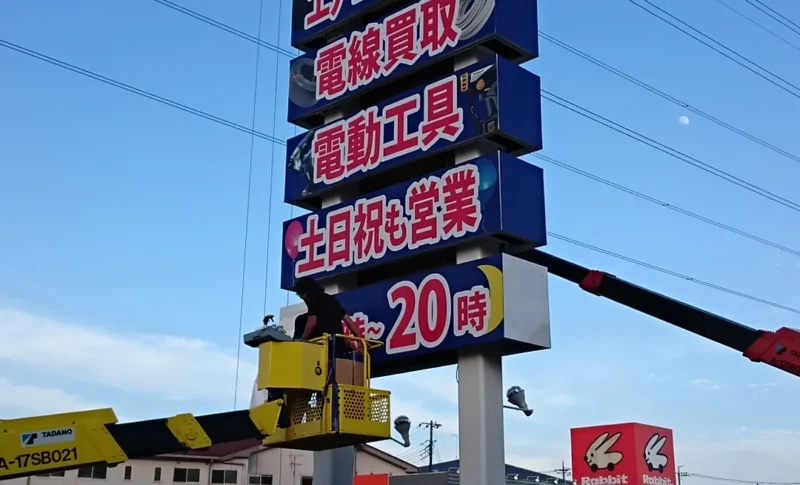 電線買取
電動工具
土日祝も営業
~20時
TADANO
A-17SB021
Rabbit
Rabbit